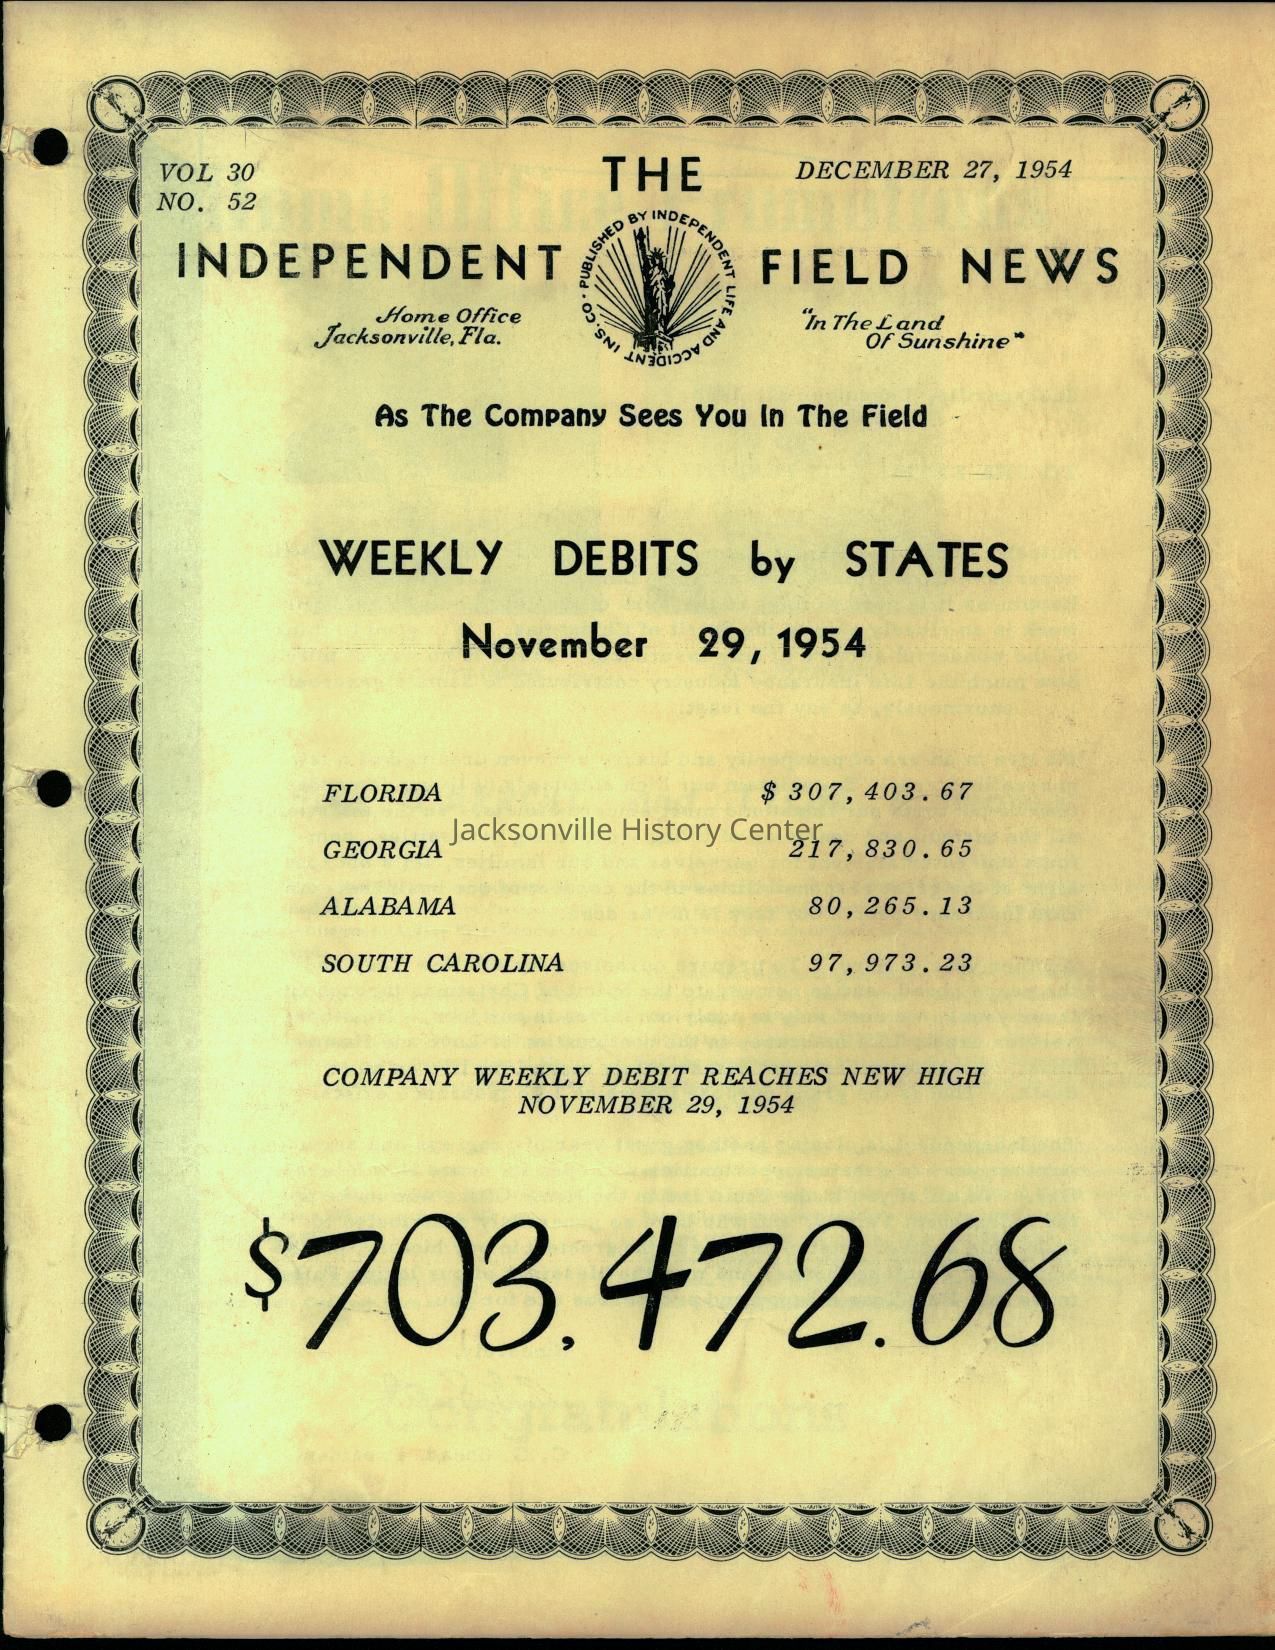 VOL 30
NO. 52
THE
DECEMBER 27, 1954
INDEPENDENT FIELD NEWS
PUBLISHED BY INDEPENDENT LIFE AND ACCIDENT INS. CO.
Home Office
Jacksonville, Fla.
"In The Land
Of Sunshine"
As The Company Sees You In The Field
WEEKLY DEBITS by STATES
November 29, 1954
FLORIDA $ 307,403.67
Jacksonville History Center
GEORGIA 217,830.65
ALABAMA 80,265.13
SOUTH CAROLINA 97,973.23
COMPANY WEEKLY DEBIT REACHES NEW HIGH
NOVEMBER 29, 1954
$703,472.68